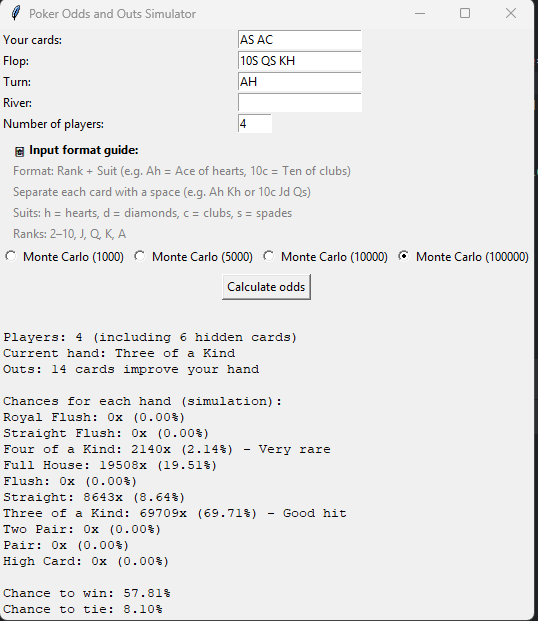 Poker Odds and Outs Simulator
Your cards: AS AC
Flop: 10S QS KH
Turn: AH
River:
Number of players: 4
Input format guide:
Format: Rank + Suit (e.g. Ah = Ace of hearts, 10c = Ten of clubs)
Separate each card with a space (e.g. Ah Kh or 10c Jd Qs)
Suits: h = hearts, d = diamonds, c = clubs, s = spades
Ranks: 2–10, J, Q, K, A
Monte Carlo (1000) Monte Carlo (5000) Monte Carlo (10000) Monte Carlo (100000)
Calculate odds
Players: 4 (including 6 hidden cards)
Current hand: Three of a Kind
Outs: 14 cards improve your hand
Chances for each hand (simulation):
Royal Flush: 0x (0.00%)
Straight Flush: 0x (0.00%)
Four of a Kind: 2140x (2.14%) – Very rare
Full House: 19508x (19.51%)
Flush: 0x (0.00%)
Straight: 8643x (8.64%)
Three of a Kind: 69709x (69.71%) – Good hit
Two Pair: 0x (0.00%)
Pair: 0x (0.00%)
High Card: 0x (0.00%)
Chance to win: 57.81%
Chance to tie: 8.10%